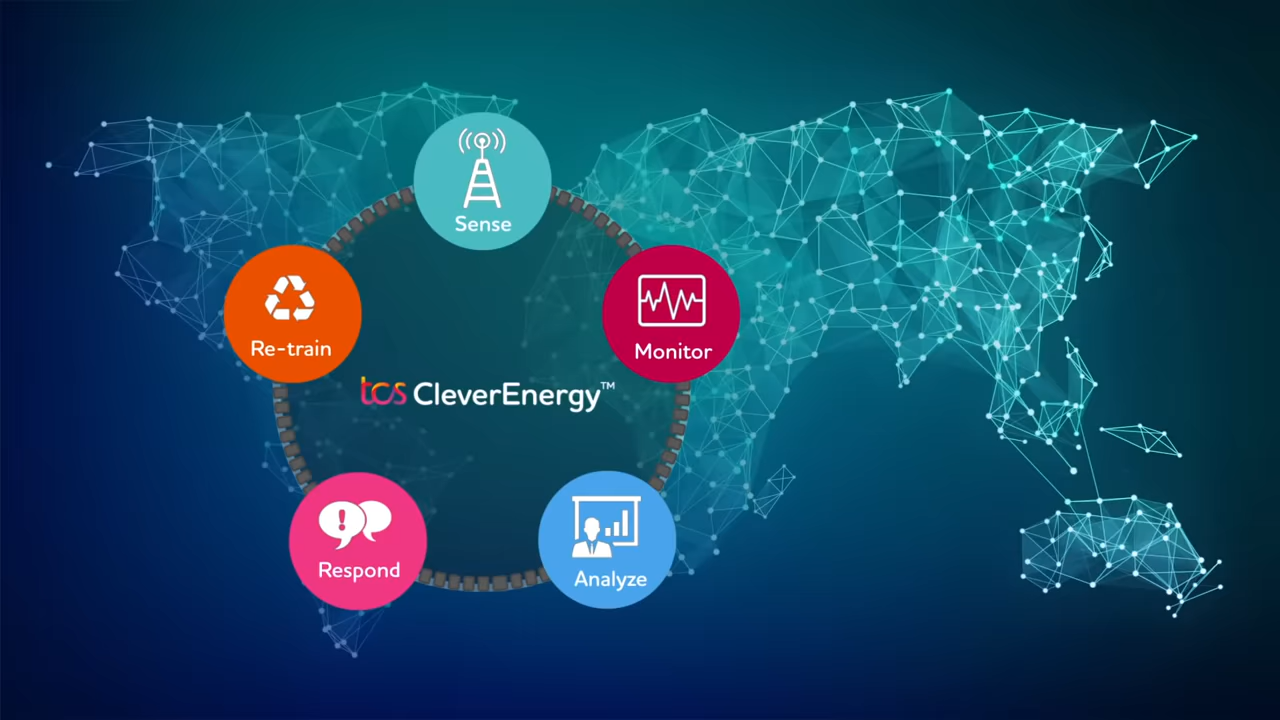 Sense
Re-train
Monitor
tcs CleverEnergy™
Respond
Analyze